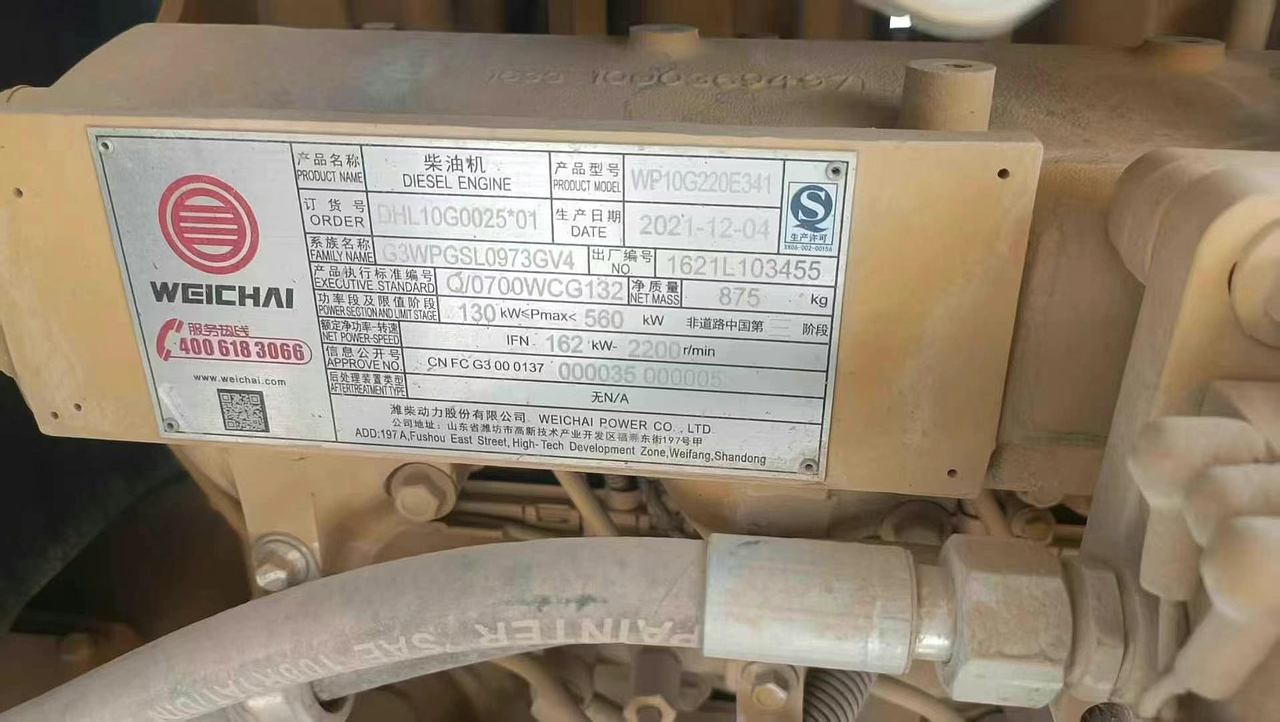 产品名称 柴油机 产品型号 WP10G220E341
PRODUCT NAME DIESEL ENGINE PRODUCT MODEL
订货号 DHL10G0025*01 生产日期 2021-12-04
ORDER DATE
生产许可
XK06-002-00156
系族名称 G3WPGSL0973GV4 出厂编号 1621L103455
FAMILY NAME NO
产品执行标准编号 Q/0700WCG132 净质量 875 kg
EXECUTIVE STANDARD NET MASS
功率段及限值阶段 130 kW≤Pmax< 560 kW 非道路中国第 阶段
POWER SECTION AND LIMIT STAGE
额定净功率-转速 IFN 162 kW- 2200 r/min
NET POWER-SPEED
信息公开号 CN FC G3 00 0137 000035 000005
APPROVE NO.
后处理装置类型 无N/A
AFTERTREATMENT TYPE
WEICHAI
服务热线
400 618 3066
www.weichai.com
潍柴动力股份有限公司 WEICHAI POWER CO., LTD
公司地址：山东省潍坊市高新技术产业开发区福寿东街197号甲
ADD:197 A,Fushou East Street, High-Tech Development Zone,Weifang,Shandong
PAINTER SAE